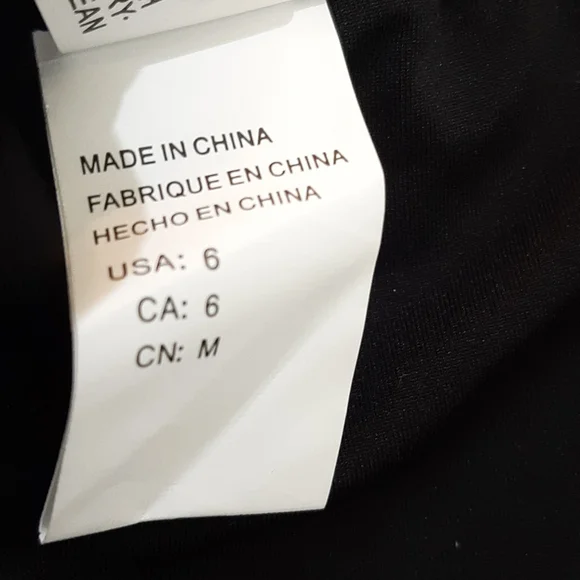 MADE IN CHINA
FABRIQUE EN CHINA
HECHO EN CHINA
USA: 6
CA: 6
CN: M